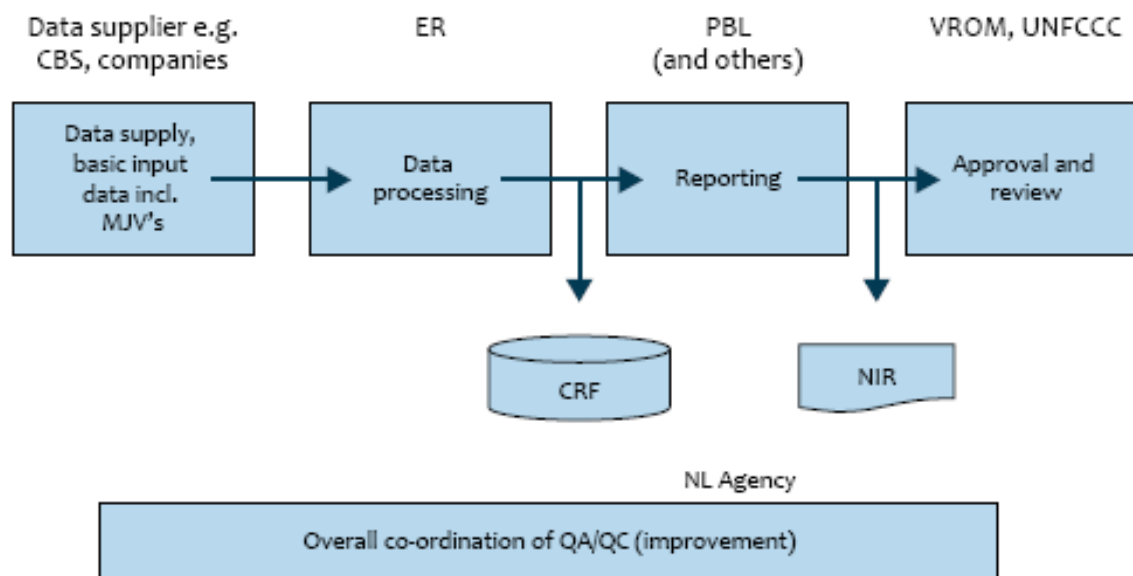 Data supplier e.g.
CBS, companies
ER
PBL
(and others)
VROM, UNFCCC
Data supply,
basic input
data incl.
MJV's
Data
processing
Reporting
Approval and
review
CRF
NIR
NL Agency
Overall co-ordination of QA/QC (improvement)